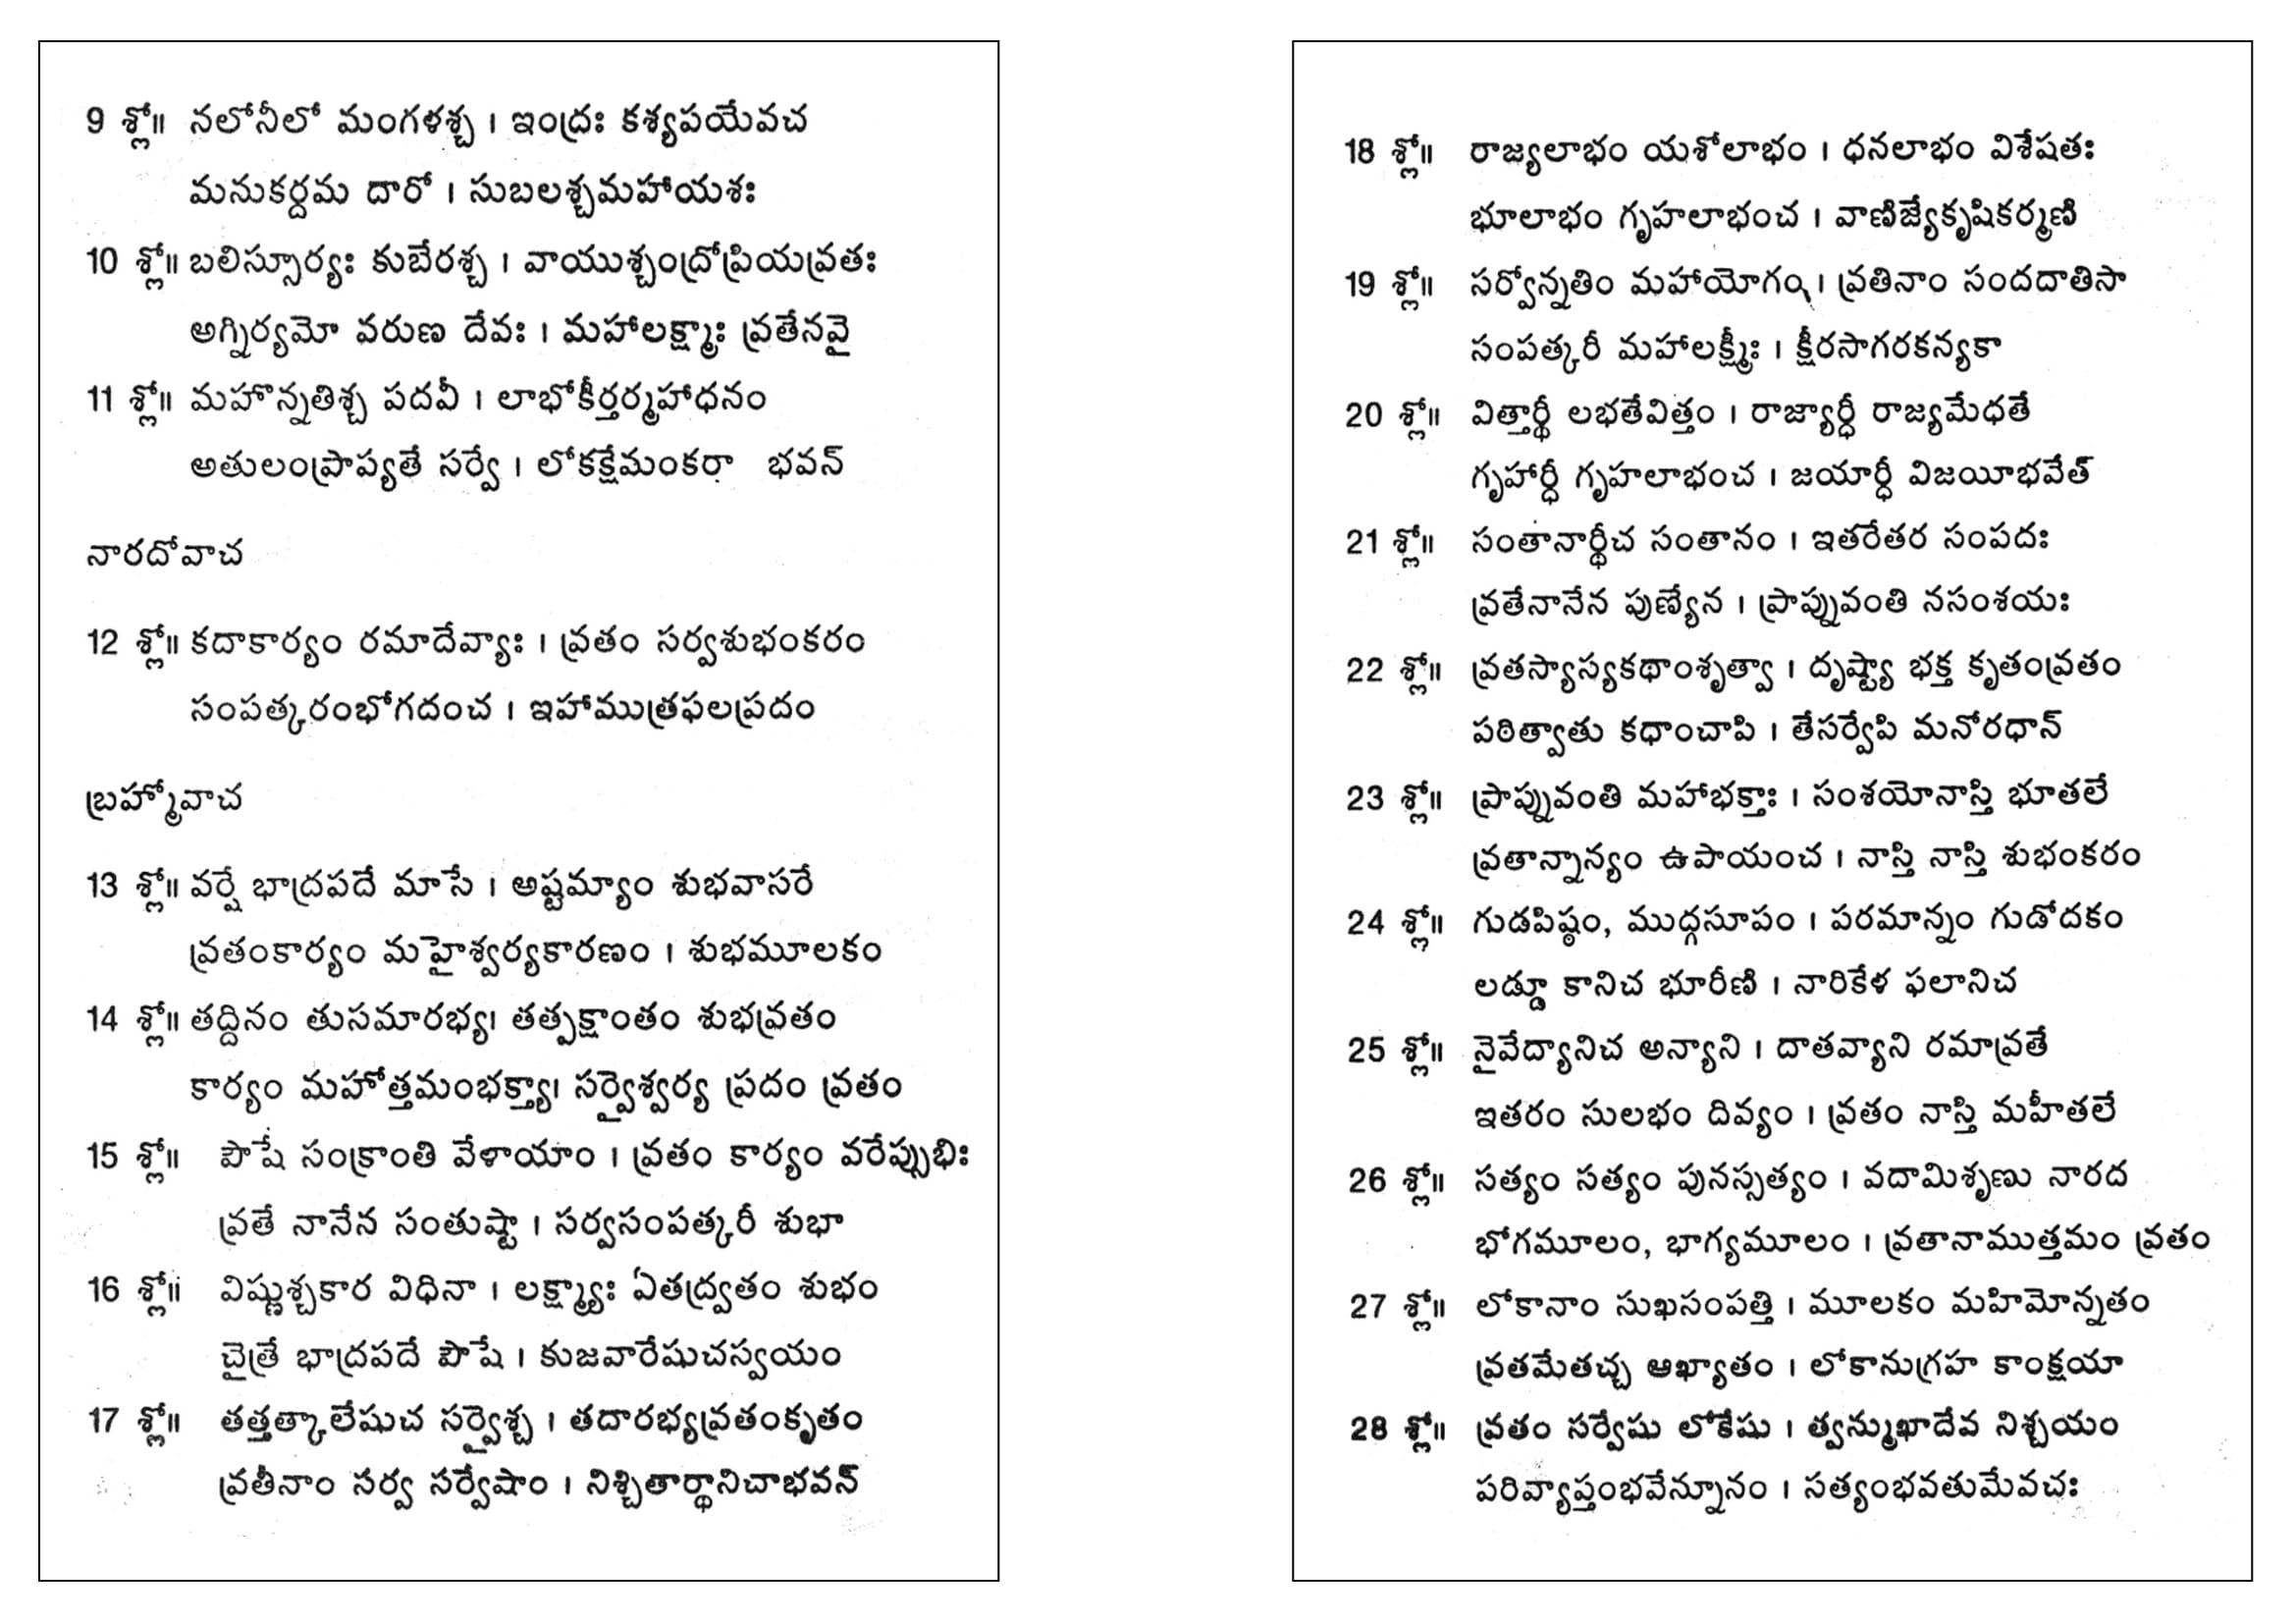 9 శ్లో॥ నలోనీలో మంగళశ్చ । ఇంద్రః కశ్యపయేవచ
మనుకర్దమ దారో । సుబలశ్చమహాయశః
10 శ్లో॥ బలిస్సూర్యః కుబేరశ్చ । వాయుశ్చంద్రోప్రియవ్రతః
అగ్నిర్యమో వరుణ దేవః । మహాలక్ష్మ్యాః వ్రతేనవై
11 శ్లో॥ మహొన్నతిశ్చ పదవీ । లాభోకీర్తర్మహాధనం
అతులంప్రాప్యతే సర్వే । లోకక్షేమంకరా భవన్
నారదోవాచ
12 శ్లో॥ కదాకార్యం రమాదేవ్యాః । వ్రతం సర్వశుభంకరం
సంపత్కరంభోగదంచ । ఇహాముత్రఫలప్రదం
బ్రహ్మోవాచ
13 శ్లో॥ వర్షే భాద్రపదే మాసే । అష్టమ్యాం శుభవాసరే
వ్రతంకార్యం మహైశ్వర్యకారణం । శుభమూలకం
14 శ్లో॥ తద్దినం తుసమారభ్య। తత్పక్షాంతం శుభవ్రతం
కార్యం మహోత్తమంభక్త్యా। సర్వైశ్వర్య ప్రదం వ్రతం
15 శ్లో॥ పౌషే సంక్రాంతి వేళాయాం । వ్రతం కార్యం వరేప్సుభిః
వ్రతే నానేన సంతుష్టా । సర్వసంపత్కరీ శుభా
16 శ్లో॥ విష్ణుశ్చకార విధినా । లక్ష్మ్యాః ఏతద్వ్రతం శుభం
చైత్రే భాద్రపదే పౌషే । కుజవారేషుచస్వయం
17 శ్లో॥ తత్తత్కాలేషుచ సర్వైశ్చ । తదారభ్యవ్రతంకృతం
వ్రతీనాం సర్వ సర్వేషాం । నిశ్చితార్థానిచాభవన్
18 శ్లో॥ రాజ్యలాభం యశోలాభం । ధనలాభం విశేషతః
భూలాభం గృహలాభంచ । వాణిజ్యేకృషికర్మణి
19 శ్లో॥ సర్వోన్నతిం మహాయోగం । వ్రతినాం సందదాతిసా
సంపత్కరీ మహాలక్ష్మీః । క్షీరసాగరకన్యకా
20 శ్లో॥ విత్తార్థీ లభతేవిత్తం । రాజ్యార్ధీ రాజ్యమేధతే
గృహార్ధీ గృహలాభంచ । జయార్ధీ విజయీభవేత్
21 శ్లో॥ సంతానార్థీచ సంతానం । ఇతరేతర సంపదః
వ్రతేనానేన పుణ్యేన । ప్రాప్నువంతి నసంశయః
22 శ్లో॥ వ్రతస్యాస్యకథాంశృత్వా । దృష్ట్యా భక్త కృతంవ్రతం
పఠిత్వాతు కధాంచాపి । తేసర్వేపి మనోరధాన్
23 శ్లో॥ ప్రాప్నువంతి మహాభక్తాః । సంశయోనాస్తి భూతలే
వ్రతాన్నాన్యం ఉపాయంచ । నాస్తి నాస్తి శుభంకరం
24 శ్లో॥ గుడపిష్ఠం, ముద్గసూపం । పరమాన్నం గుడోదకం
లడ్డూ కానిచ భూరీణి । నారికేళ ఫలానిచ
25 శ్లో॥ నైవేద్యానిచ అన్యాని । దాతవ్యాని రమావ్రతే
ఇతరం సులభం దివ్యం । వ్రతం నాస్తి మహీతలే
26 శ్లో॥ సత్యం సత్యం పునస్సత్యం । వదామిశృణు నారద
భోగమూలం, భాగ్యమూలం । వ్రతానాముత్తమం వ్రతం
27 శ్లో॥ లోకానాం సుఖసంపత్తి । మూలకం మహిమోన్నతం
వ్రతమేతచ్చ ఆఖ్యాతం । లోకానుగ్రహ కాంక్షయా
28 శ్లో॥ వ్రతం సర్వేషు లోకేషు । త్వన్ముఖాదేవ నిశ్చయం
పరివ్యాప్తంభవేన్నూనం । సత్యంభవతుమేవచః